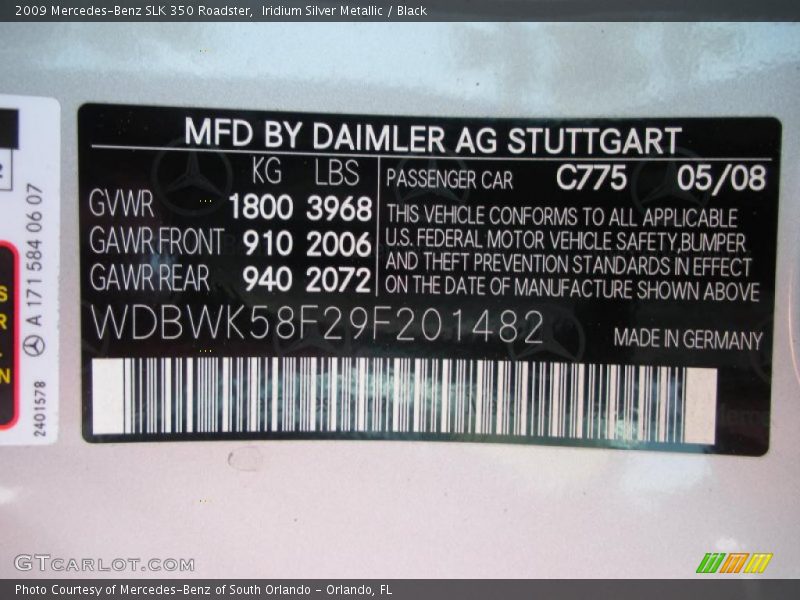 2009 Mercedes-Benz SLK 350 Roadster,  Iridium Silver Metallic / Black
MFD BY DAIMLER AG STUTTGART
KG LBS
GVWR 1800 3968
GAWR FRONT 910 2006
GAWR REAR 940 2072
PASSENGER CAR C775 05/08
THIS VEHICLE CONFORMS TO ALL APPLICABLE
U.S. FEDERAL MOTOR VEHICLE SAFETY,BUMPER
AND THEFT PREVENTION STANDARDS IN EFFECT
ON THE DATE OF MANUFACTURE SHOWN ABOVE
WDBWK58F29F201482
MADE IN GERMANY
A 171 584 06 07
2401578
GTCARLOT.COM
Photo Courtesy of Mercedes-Benz of South Orlando - Orlando, FL